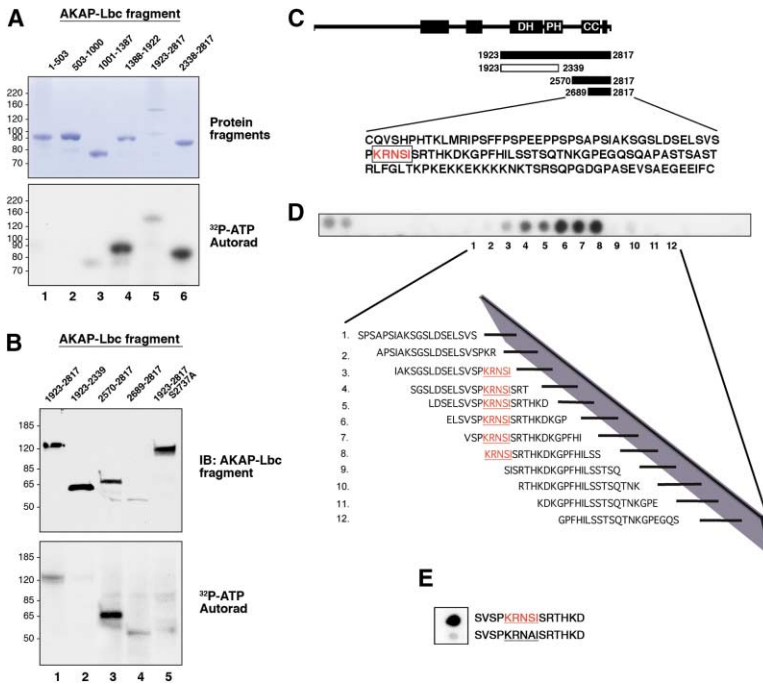 A
AKAP-Lbc fragment
1-503
503-1000
1001-1387
1388-1922
1923-2817
2338-2817
220
160
120
100
90
80
70
Protein
fragments
220
160
120
100
90
80
70
³²P-ATP
Autorad
1 2 3 4 5 6
B
AKAP-Lbc fragment
1923-2817
1923-2339
2570-2817
2689-2817
1923-2817
S2737A
185
120
65
50
IB: AKAP-Lbc
fragment
185
120
85
65
50
³²P-ATP
Autorad
1 2 3 4 5
C
DH PH CC
1923 2817
1923 2339
2570 2817
2689 2817
CQVSHPHTKLMRIPSFFPSPEEPPSPSAPSIAKSGSLDSELSVS
PKRNSISRTHKDKGPFHILSSTSQTNKGPEGQSQAPASTSAST
RLFGLTKPKEKKEKKKKNKTSRSQPGDGPASEVSAEGEEIFC
D
1 2 3 4 5 6 7 8 9 10 11 12
1. SPSAPSIAKSGSLDSELSVS
2. APSIAKSGSLDSELSVSPKR
3. IAKSGSLDSELSVSPKRNSI
4. SGSLDSELSVSPKRNSISRT
5. LDSELSVSPKRNSISRTHKD
6. ELSVSPKRNSISRTHKDKGP
7. VSPKRNSISRTHKDKGPFHI
8. KRNSISRTHKDKGPFHILSS
9. SISRTHKDKGPFHILSSTSQ
10. RTHKDKGPFHILSSTSQTNK
11. KDKGPFHILSSTSQTNKGPE
12. GPFHILSSTSQTNKGPEGQS
E
SVSPKRNSISRTHKD
SVSPKRNAISRTHKD